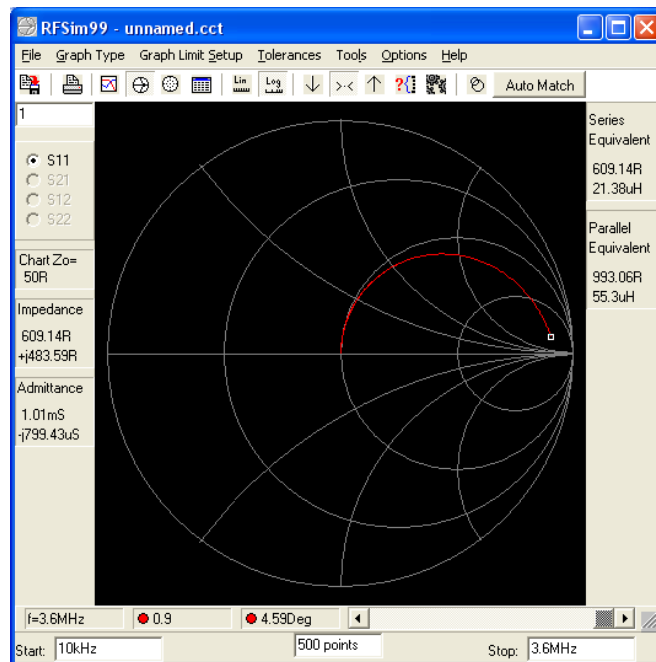 RFSim99 - unnamed.cct
File Graph Type Graph Limit Setup Tolerances Tools Options Help
Lin Log Auto Match
1
S11
S21
S12
S22
Chart Zo=
50R
Impedance
609.14R
+j483.59R
Admittance
1.01mS
-j799.43uS
Series
Equivalent
609.14R
21.38uH
Parallel
Equivalent
993.06R
55.3uH
f=3.6MHz 0.9 4.59Deg
Start: 10kHz 500 points Stop: 3.6MHz